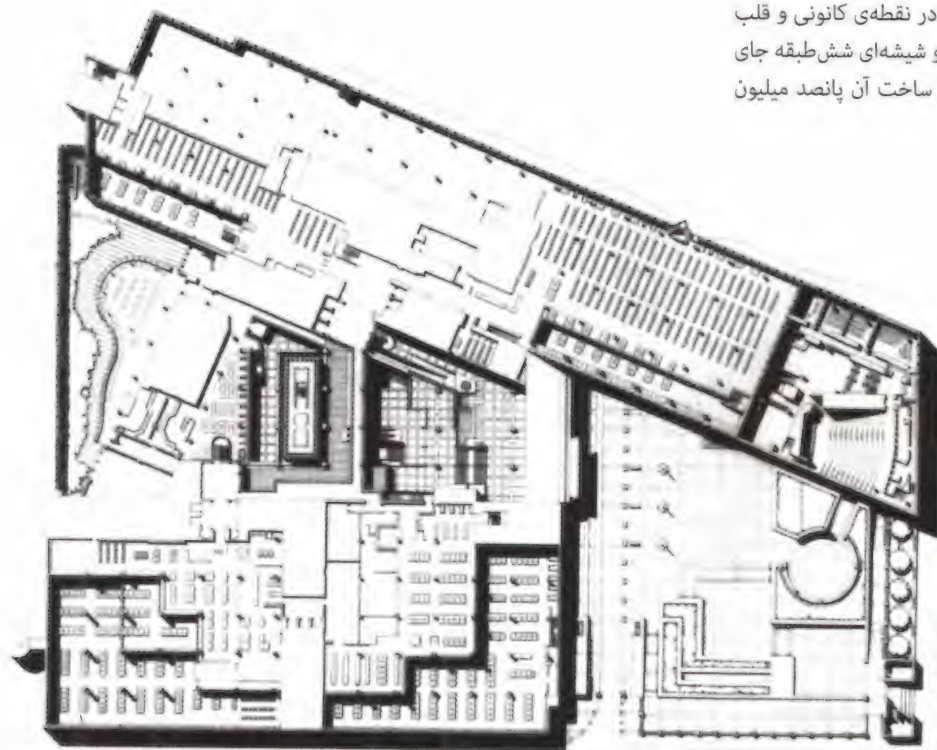 در نقطه‌ی کانونی و قلب
و شیشه‌ای شش‌طبقه جای
ساخت آن پانصد میلیون